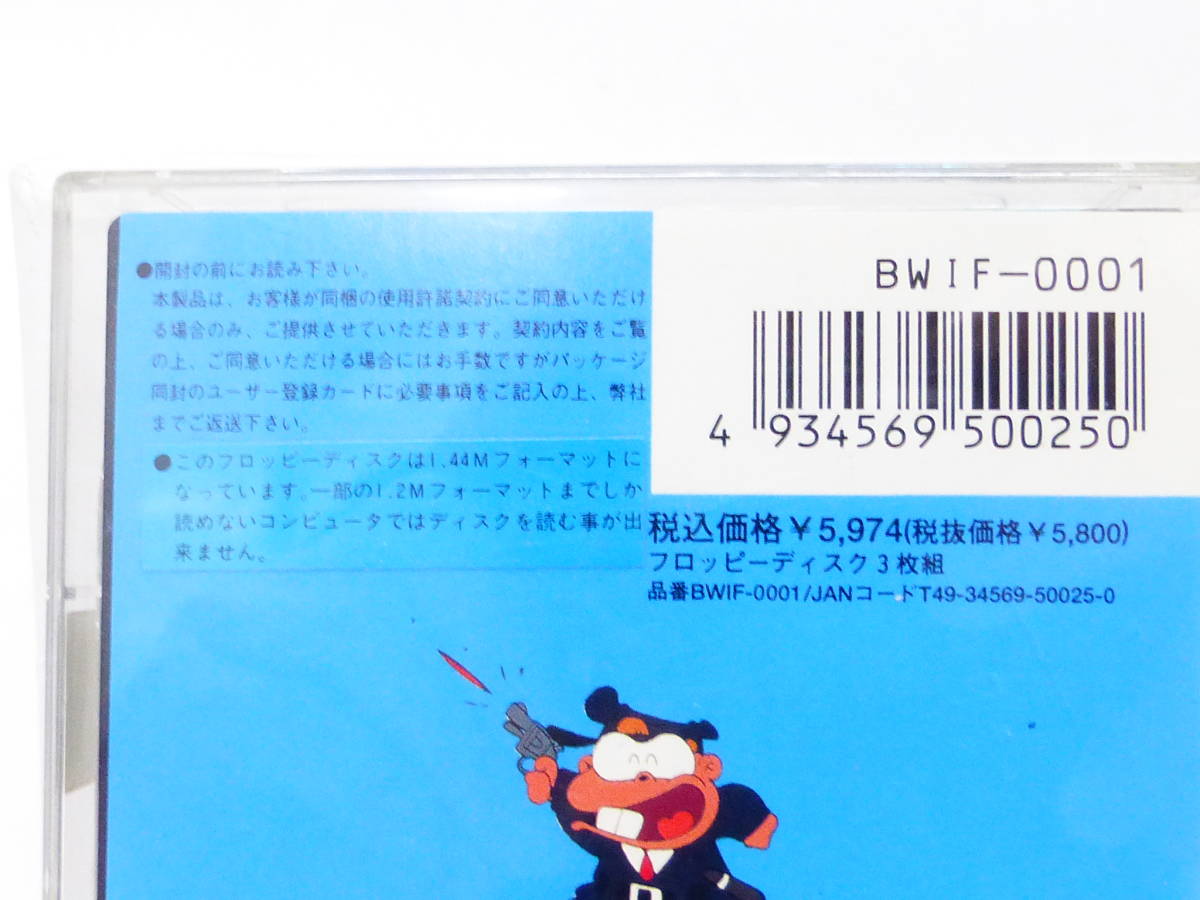 ●開封の前にお読み下さい。
本製品は、お客様が同梱の使用許諾契約にご同意いただけ
る場合のみ、ご提供させていただきます。契約内容をご覧
の上、ご同意いただける場合にはお手数ですがパッケージ
同封のユーザー登録カードに必要事項をご記入の上、弊社
までご返送下さい。
●このフロッピーディスクは1.44Mフォーマットに
なっています。一部の1.2Mフォーマットまでしか
読めないコンピュータではディスクを読む事が出
来ません。
BWIF-0001
4 934569 500250
税込価格￥5,974(税抜価格￥5,800)
フロッピーディスク3枚組
品番BWIF-0001/JANコードT49-34569-50025-0